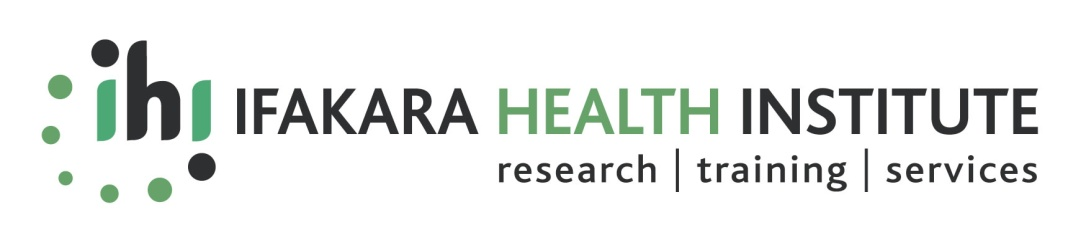 ihi IFAKARA HEALTH INSTITUTE
research | training | services